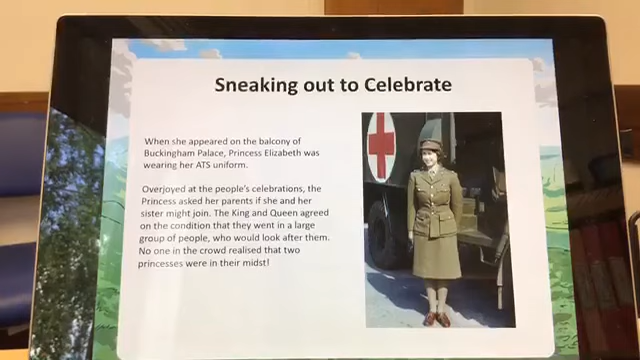 Sneaking out to Celebrate
When she appeared on the balcony of
Buckingham Palace, Princess Elizabeth was
wearing her ATS uniform.
Overjoyed at the people's celebrations, the
Princess asked her parents if she and her
sister might join. The King and Queen agreed
on the condition that they went in a large
group of people, who would look after them.
No one in the crowd realised that two
princesses were in their midst!